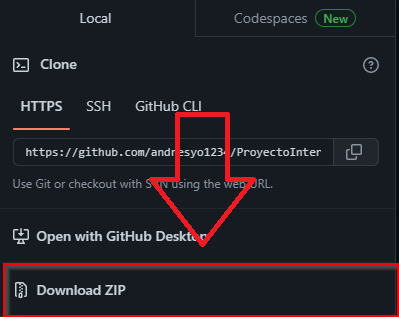 Local
Codespaces New
Clone
HTTPS SSH GitHub CLI
https://github.com/andresyo1234/ProyectoInter
Use Git or checkout with SVN using the web URL.
Open with GitHub Desktop
Download ZIP